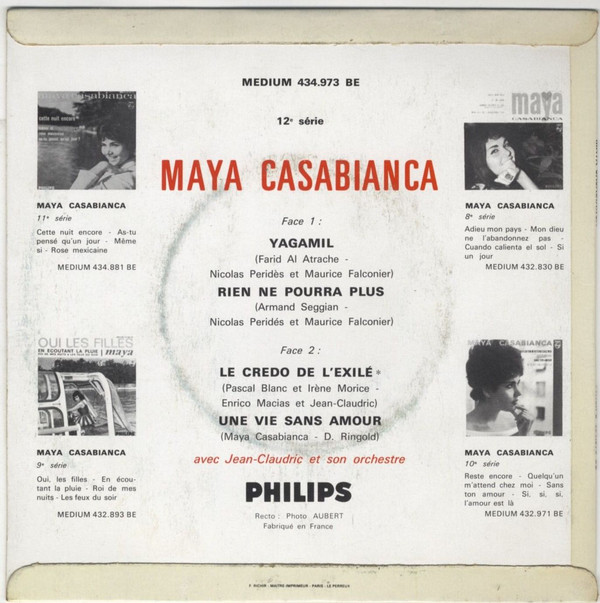 MEDIUM 434.973 BE
12e série
MAYA CASABIANCA
Face 1 :
YAGAMIL
(Farid Al Atrache -
Nicolas Peridès et Maurice Falconier)
RIEN NE POURRA PLUS
(Armand Seggian -
Nicolas Peridés et Maurice Falconier)
Face 2 :
LE CREDO DE L'EXILÉ *
(Pascal Blanc et Irène Morice -
Enrico Macias et Jean-Claudric)
UNE VIE SANS AMOUR
(Maya Casabianca - D. Ringold)
avec Jean-Claudric et son orchestre
PHILIPS
Recto : Photo AUBERT
Fabriqué en France
maya casabianca
cette nuit encore
MAYA CASABIANCA
11e série
Cette nuit encore - As-tu
pensé qu'un jour - Même
si - Rose mexicaine
MEDIUM 434.881 BE
OUI LES FILLES
EN ECOUTANT LA PLUIE | maya
MAYA CASABIANCA
9e série
Oui, les filles - En écou-
tant la pluie - Roi de mes
nuits - Les feux du soir
MEDIUM 432.893 BE
maya
CASABIANCA
MAYA CASABIANCA
8e série
Adieu mon pays - Mon dieu
ne l'abandonnez pas -
Cuando calienta el sol - Si
un jour
MEDIUM 432.830 BE
MAYA CASABIANCA
MAYA CASABIANCA
10e série
Reste encore - Quelqu'un
m'attend chez moi - Sans
ton amour - Si, si, si,
l'amour est là
MEDIUM 432.971 BE